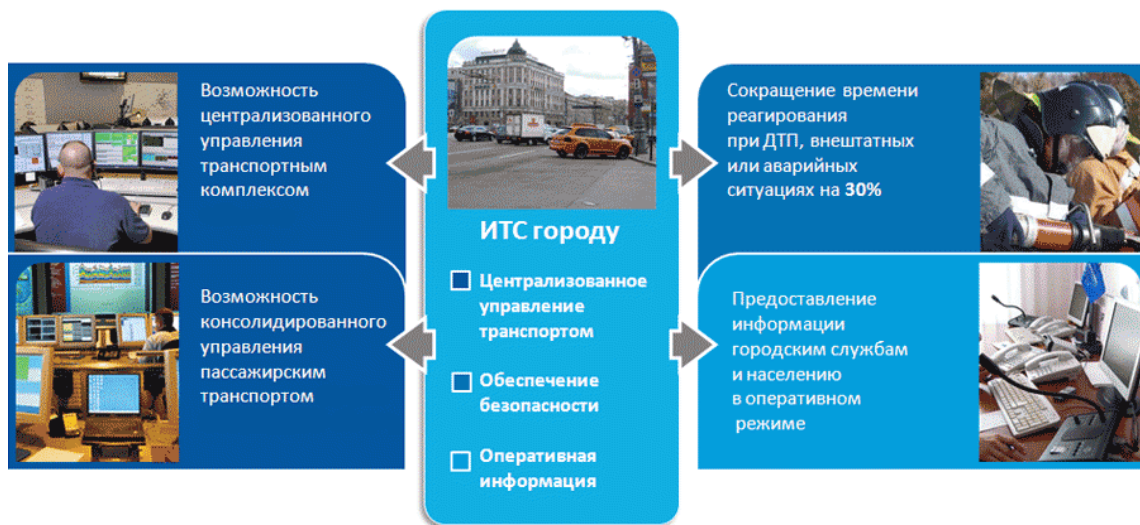 Возможность
централизованного
управления
транспортным
комплексом
Возможность
консолидированного
управления
пассажирским
транспортом
ИТС городу
Централизованное
управление
транспортом
Обеспечение
безопасности
Оперативная
информация
Сокращение времени
реагирования
при ДТП, внештатных
или аварийных
ситуациях на 30%
Предоставление
информации
городским службам
и населению
в оперативном
режиме